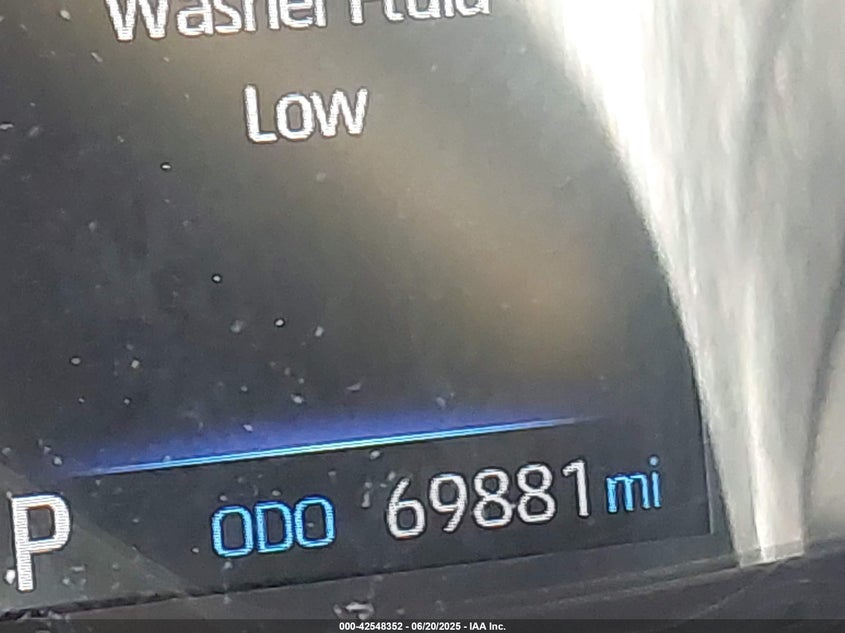 Washer Fluid
Low
P ODO 69881 mi
000-42548352 - 06/20/2025 - IAA Inc.